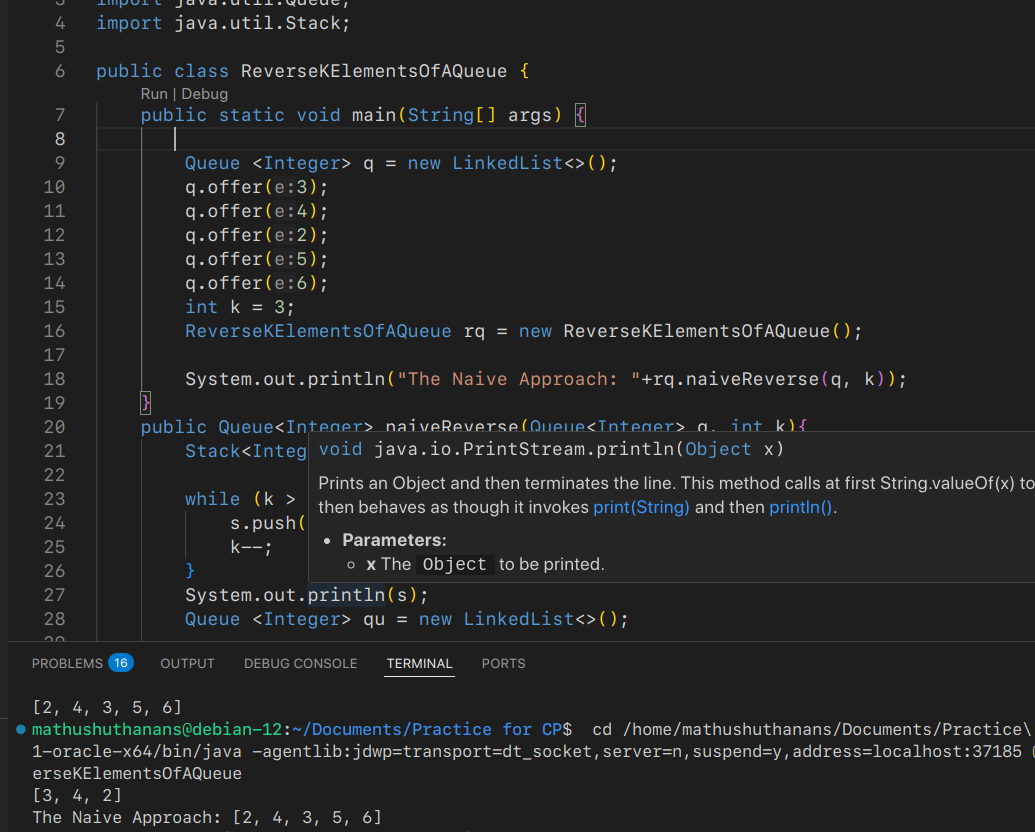 3 import java.util.Queue;
4 import java.util.Stack;
5
6 public class ReverseKElementsOfAQueue {
Run | Debug
7 public static void main(String[] args) {
8
9 Queue <Integer> q = new LinkedList<>();
10 q.offer(e:3);
11 q.offer(e:4);
12 q.offer(e:2);
13 q.offer(e:5);
14 q.offer(e:6);
15 int k = 3;
16 ReverseKElementsOfAQueue rq = new ReverseKElementsOfAQueue();
17
18 System.out.println("The Naive Approach: "+rq.naiveReverse(q, k));
19 }
20 public Queue<Integer> naiveReverse(Queue<Integer> q, int k){
21 Stack<Integ
22
23 while (k >
24 s.push(
25 k--;
26 }
27 System.out.println(s);
28 Queue <Integer> qu = new LinkedList<>();
29
void java.io.PrintStream.println(Object x)
Prints an Object and then terminates the line. This method calls at first String.valueOf(x) to
then behaves as though it invokes print(String) and then println().
• Parameters:
◦ x The Object to be printed.
PROBLEMS 16 OUTPUT DEBUG CONSOLE TERMINAL PORTS
[2, 4, 3, 5, 6]
mathushuthanans@debian-12:~/Documents/Practice for CP$ cd /home/mathushuthanans/Documents/Practice\
1-oracle-x64/bin/java -agentlib:jdwp=transport=dt_socket,server=n,suspend=y,address=localhost:37185
erseKElementsOfAQueue
[3, 4, 2]
The Naive Approach: [2, 4, 3, 5, 6]